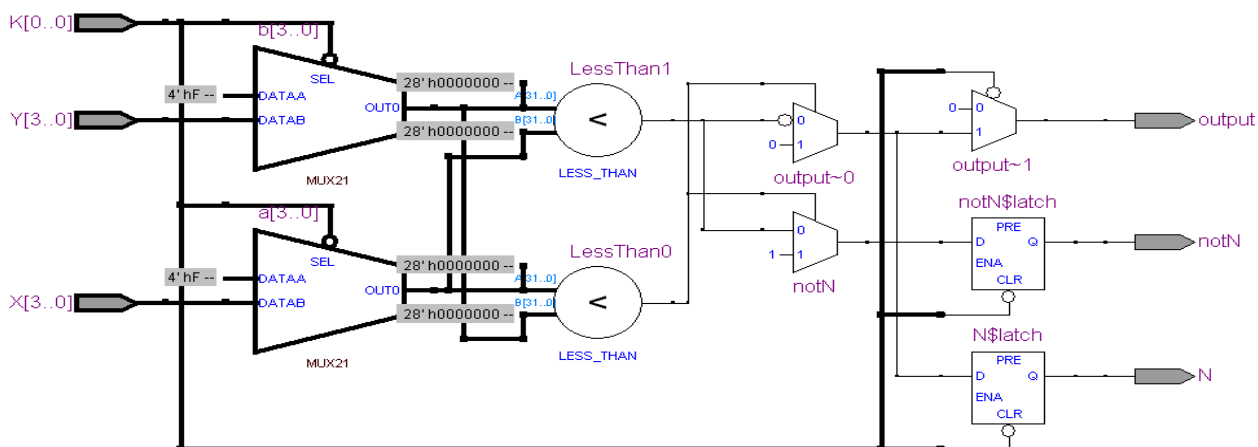 K[0..0]
b[3..0]
SEL
4' hF --
DATAA
Y[3..0]
DATAB
OUT0
MUX21
28' h0000000 --
A[31..0]
B[31..0]
28' h0000000 --
LessThan1
<
LESS_THAN
0
0
1
output~0
0
0
1
output~1
output
a[3..0]
SEL
4' hF --
DATAA
X[3..0]
DATAB
OUT0
MUX21
28' h0000000 --
A[31..0]
B[31..0]
28' h0000000 --
LessThan0
<
LESS_THAN
0
1
1
notN
notN$latch
PRE
D
Q
ENA
CLR
notN
N$latch
PRE
D
Q
ENA
CLR
N